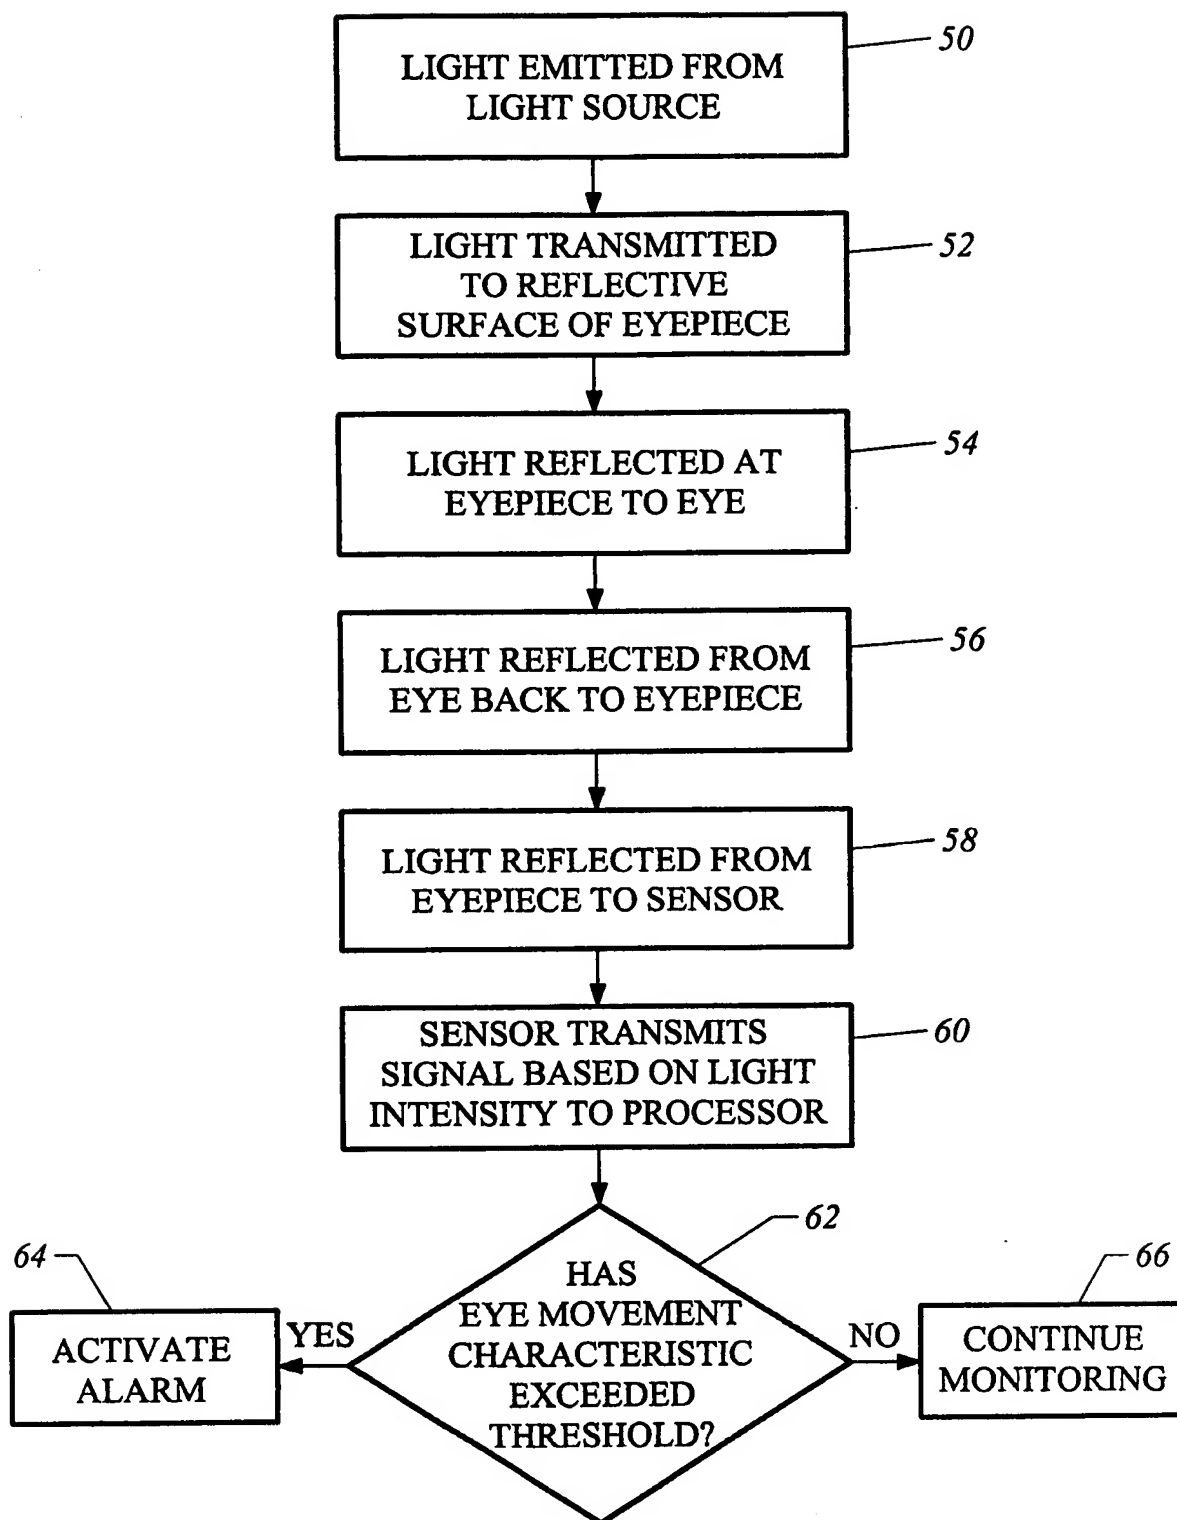 50
LIGHT EMITTED FROM
LIGHT SOURCE
52
LIGHT TRANSMITTED
TO REFLECTIVE
SURFACE OF EYEPIECE
54
LIGHT REFLECTED AT
EYEPIECE TO EYE
56
LIGHT REFLECTED FROM
EYE BACK TO EYEPIECE
58
LIGHT REFLECTED FROM
EYEPIECE TO SENSOR
60
SENSOR TRANSMITS
SIGNAL BASED ON LIGHT
INTENSITY TO PROCESSOR
62
HAS
EYE MOVEMENT
CHARACTERISTIC
EXCEEDED
THRESHOLD?
64
YES
ACTIVATE
ALARM
66
NO
CONTINUE
MONITORING